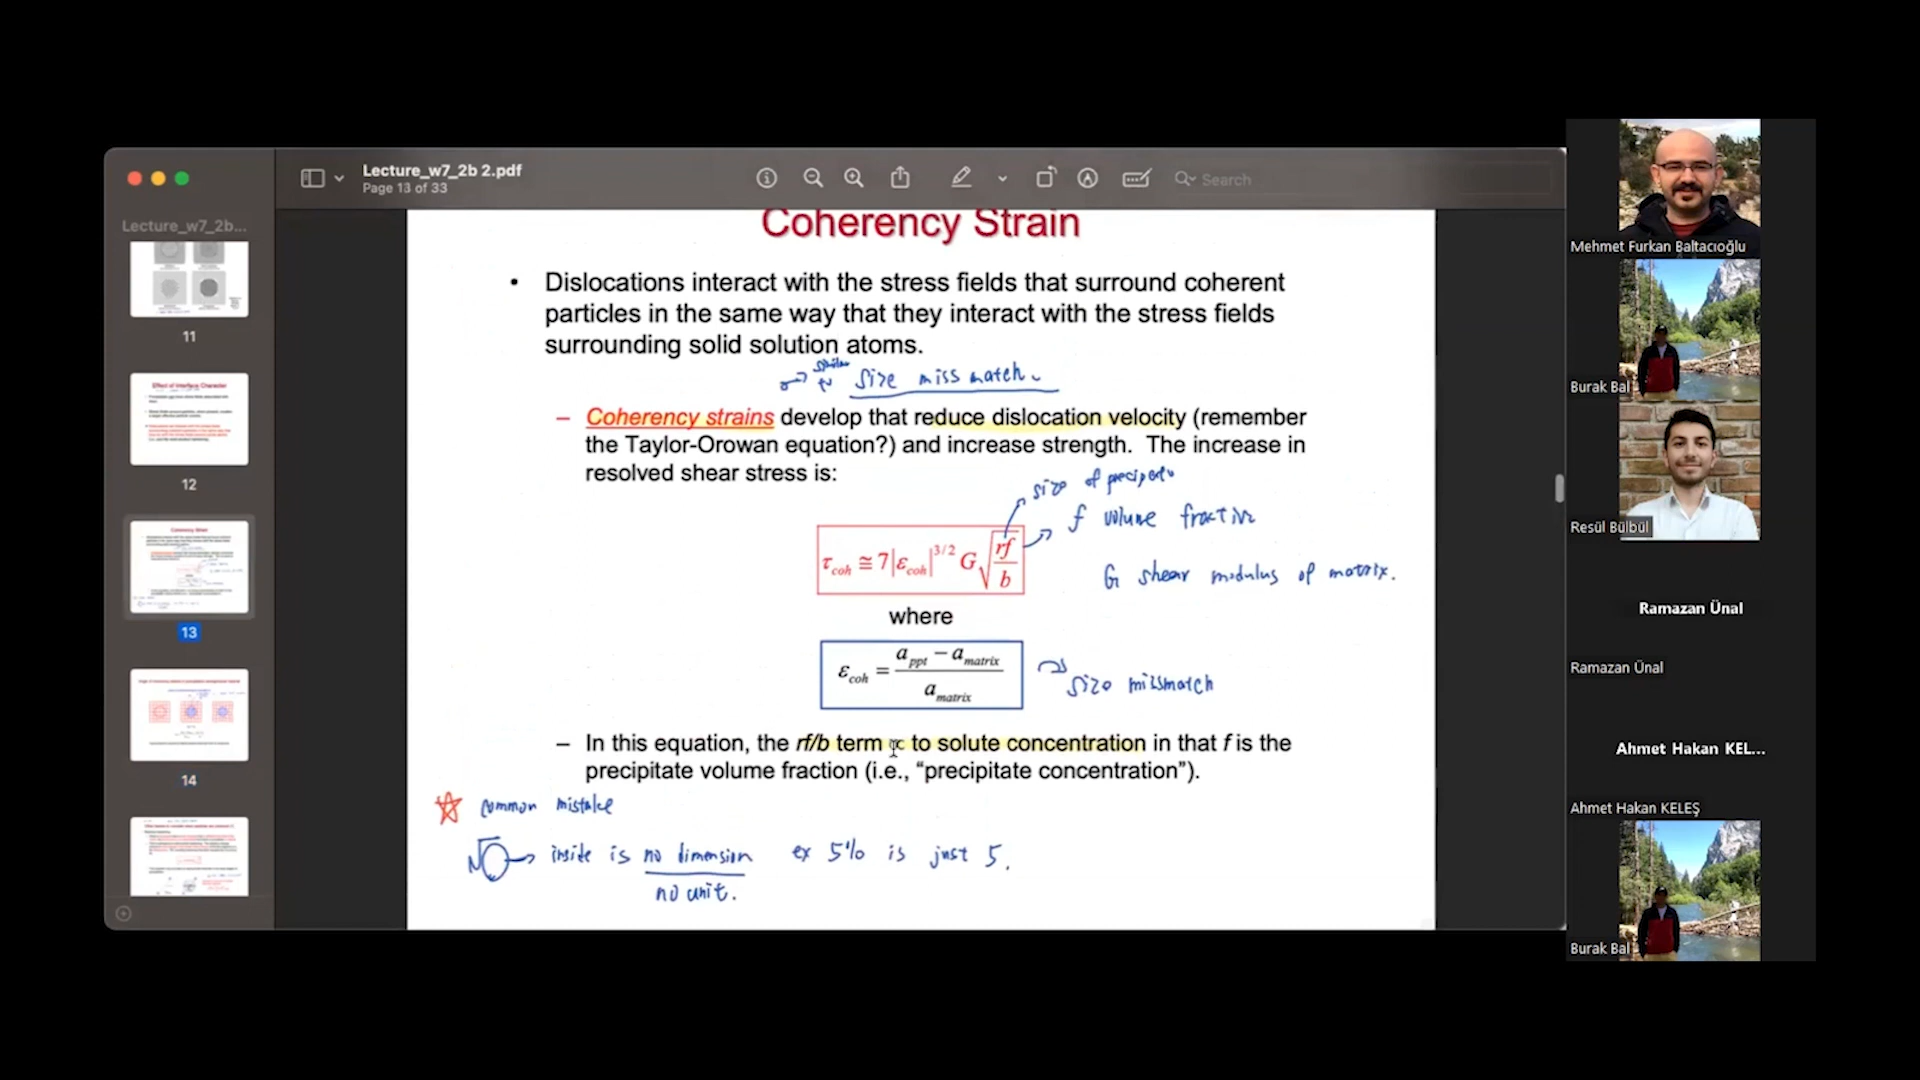 Lecture_w7_2b 2.pdf
Page 13 of 33
Search
Lecture_w7_2b...
11
12
13
14
Coherency Strain
• Dislocations interact with the stress fields that surround coherent
particles in the same way that they interact with the stress fields
surrounding solid solution atoms.
similar
size miss match.
– Coherency strains develop that reduce dislocation velocity (remember
the Taylor-Orowan equation?) and increase strength. The increase in
resolved shear stress is:
size of
f volume
τcoh ≅ 7|εcoh|^3/2 G√(rf/b)
G shear modulus of matrix.
where
εcoh = (appt − amatrix)/amatrix
size missmatch
– In this equation, the rf/b term ∝ to solute concentration in that f is the
precipitate volume fraction (i.e., “precipitate concentration”).
common mistake
inside is no dimension ex 5% is just 5.
no unit.
Mehmet Furkan Baltacıoğlu
Burak Bal
Resül Bülbül
Ramazan Ünal
Ramazan Ünal
Ahmet Hakan KEL...
Ahmet Hakan KELEŞ
Burak Bal